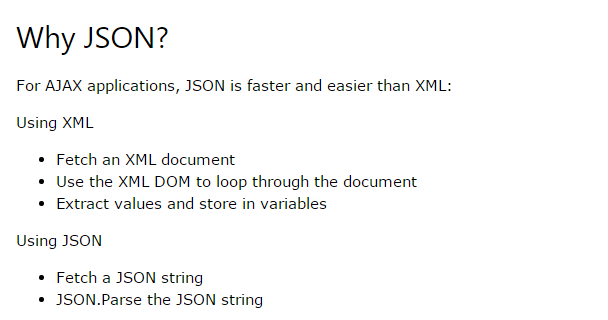 Why JSON?
For AJAX applications, JSON is faster and easier than XML:
Using XML
• Fetch an XML document
• Use the XML DOM to loop through the document
• Extract values and store in variables
Using JSON
• Fetch a JSON string
• JSON.Parse the JSON string